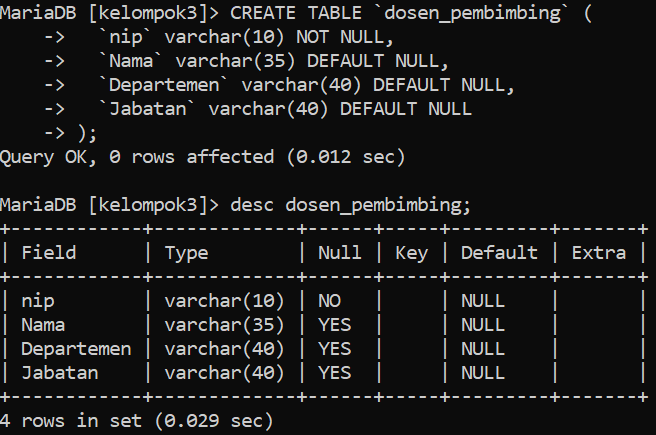 MariaDB [kelompok3]> CREATE TABLE `dosen_pembimbing` (
    ->   `nip` varchar(10) NOT NULL,
    ->   `Nama` varchar(35) DEFAULT NULL,
    ->   `Departemen` varchar(40) DEFAULT NULL,
    ->   `Jabatan` varchar(40) DEFAULT NULL
    -> );
Query OK, 0 rows affected (0.012 sec)

MariaDB [kelompok3]> desc dosen_pembimbing;
+------------+-------------+------+-----+---------+-------+
| Field      | Type        | Null | Key | Default | Extra |
+------------+-------------+------+-----+---------+-------+
| nip        | varchar(10) | NO   |     | NULL    |       |
| Nama       | varchar(35) | YES  |     | NULL    |       |
| Departemen | varchar(40) | YES  |     | NULL    |       |
| Jabatan    | varchar(40) | YES  |     | NULL    |       |
+------------+-------------+------+-----+---------+-------+
4 rows in set (0.029 sec)